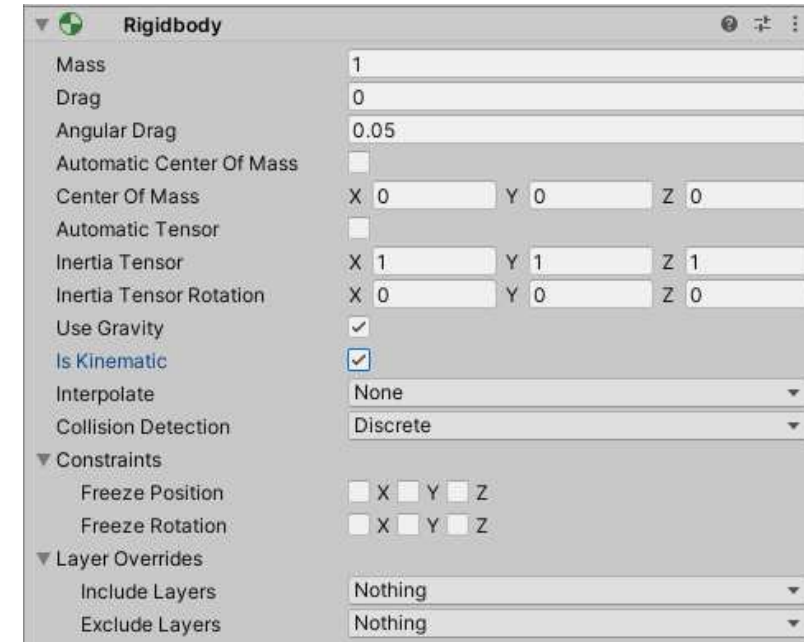 Rigidbody
Mass 1
Drag 0
Angular Drag 0.05
Automatic Center Of Mass
Center Of Mass X 0 Y 0 Z 0
Automatic Tensor
Inertia Tensor X 1 Y 1 Z 1
Inertia Tensor Rotation X 0 Y 0 Z 0
Use Gravity
Is Kinematic
Interpolate None
Collision Detection Discrete
Constraints
Freeze Position X Y Z
Freeze Rotation X Y Z
Layer Overrides
Include Layers Nothing
Exclude Layers Nothing